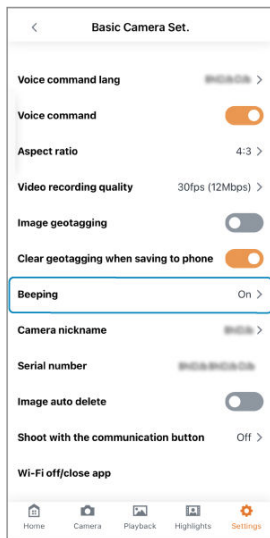 Basic Camera Set.
Voice command lang
Voice command
Aspect ratio 4:3
Video recording quality 30fps (12Mbps)
Image geotagging
Clear geotagging when saving to phone
Beeping On
Camera nickname
Serial number
Image auto delete
Shoot with the communication button Off
Wi-Fi off/close app
Home Camera Playback Highlights Settings